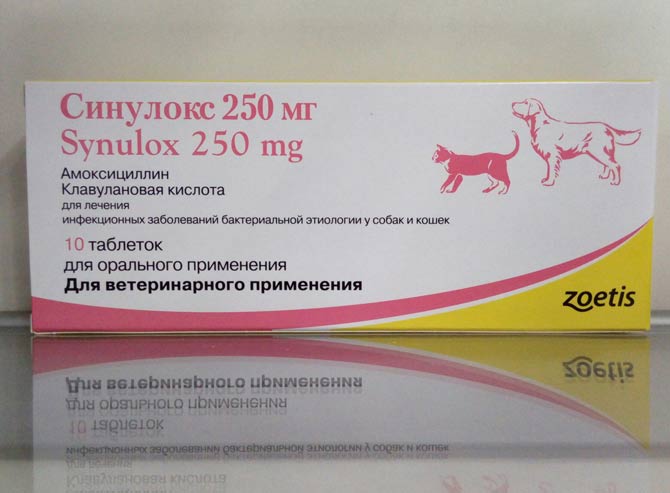 Синулокс 250 мг
Synulox 250 mg
Амоксициллин
Клавулановая кислота
для лечения
инфекционных заболеваний бактериальной этиологии у собак и кошек
10 таблеток
для орального применения
Для ветеринарного применения
zoetis